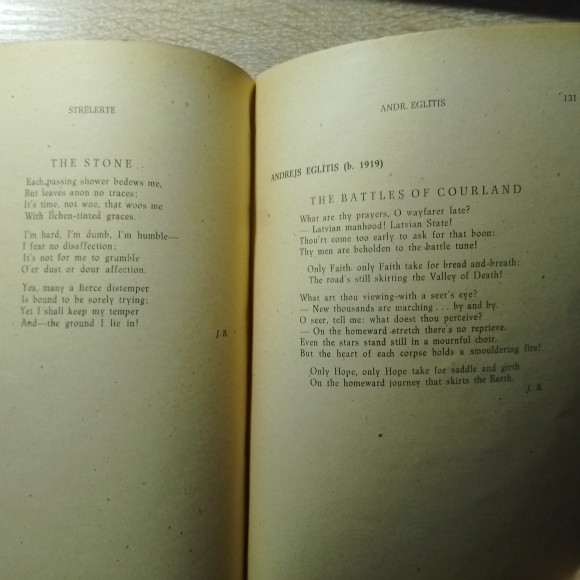 STRĒLERTE
THE STONE
Each passing shower bedews me,
But leaves anon no traces;
It's time, not woe, that woos me
With lichen-tinted graces.
I'm hard, I'm dumb, I'm humble—
I fear no disaffection;
It's not for me to grumble
O'er dust or dour affection.
Yea, many a fierce distemper
Is bound to be sorely trying;
Yet I shall keep my temper
And—the ground I lie in!
J. B.
ANDR. EGLĪTIS
131
ANDREJS EGLĪTIS (b. 1919)
THE BATTLES OF COURLAND
What are thy prayers, O wayfarer late?
— Latvian manhood! Latvian State!
Thou'rt come too early to ask for that boon:
Thy men are beholden to the battle tune!
Only Faith only Faith take for bread and breath:
The road's still skirting the Valley of Death!
What art thou viewing with a seer's eye?
— New thousands are marching . . . by and by.
O seer, tell me: what doest thou perceive?
— On the homeward stretch there's no reprieve.
Even the stars stand still in a mournful choir.
But the heart of each corpse holds a smouldering fire!
Only Hope, only Hope take for saddle and girth
On the homeward journey that skirts the Earth.
J. B.